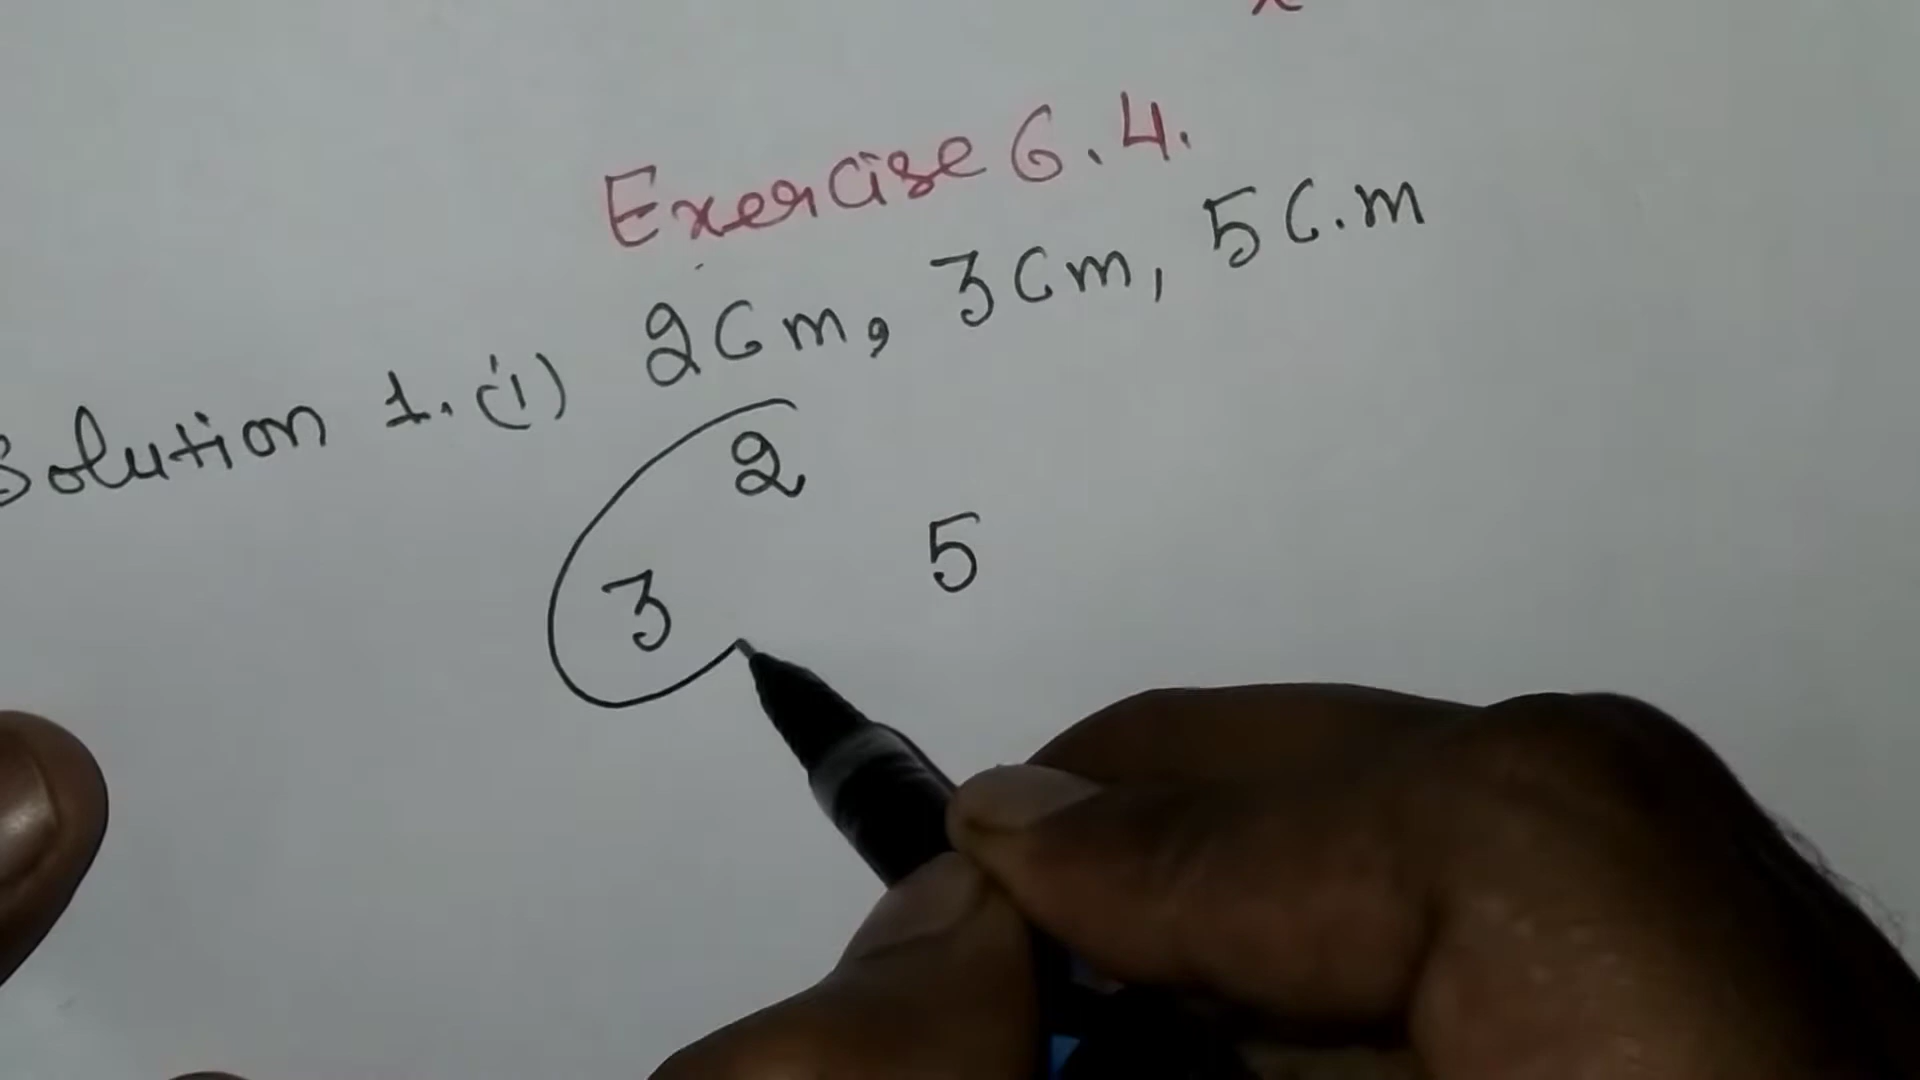 Exercise 6.4.
Solution 1. (i) 2cm, 3cm, 5c.m
2
3 5